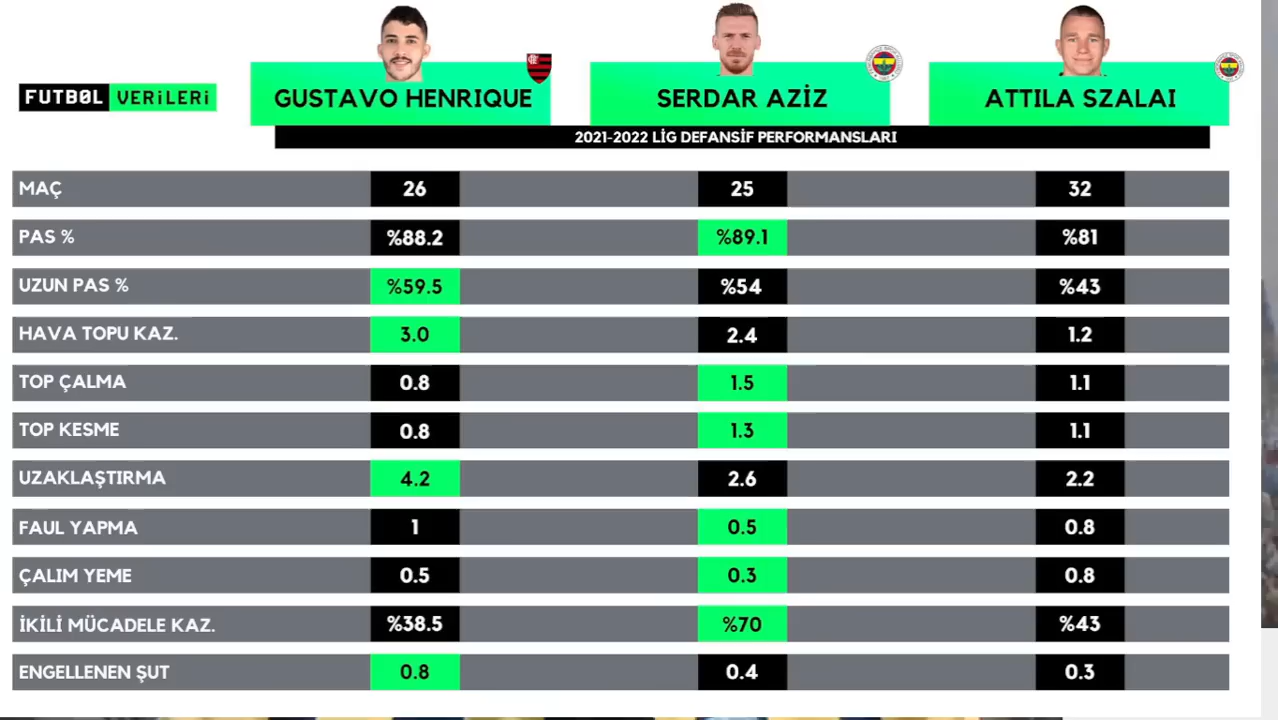 GUSTAVO HENRIQUE SERDAR AZİZ ATTILA SZALAI
FUTBØL VERiLERi
2021-2022 LİG DEFANSİF PERFORMANSLARI
MAÇ 26 25 32
PAS % %88.2 %89.1 %81
UZUN PAS % %59.5 %54 %43
HAVA TOPU KAZ. 3.0 2.4 1.2
TOP ÇALMA 0.8 1.5 1.1
TOP KESME 0.8 1.3 1.1
UZAKLAŞTIRMA 4.2 2.6 2.2
FAUL YAPMA 1 0.5 0.8
ÇALIM YEME 0.5 0.3 0.8
İKİLİ MÜCADELE KAZ. %38.5 %70 %43
ENGELLENEN ŞUT 0.8 0.4 0.3